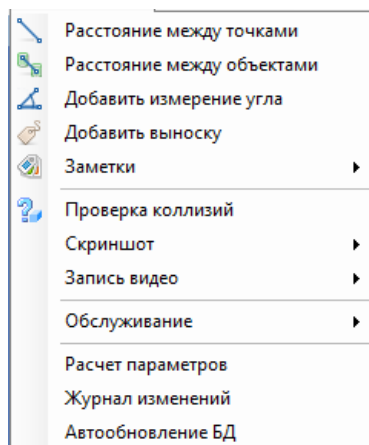 Расстояние между точками
Расстояние между объектами
Добавить измерение угла
Добавить выноску
Заметки
Проверка коллизий
Скриншот
Запись видео
Обслуживание
Расчет параметров
Журнал изменений
Автообновление БД